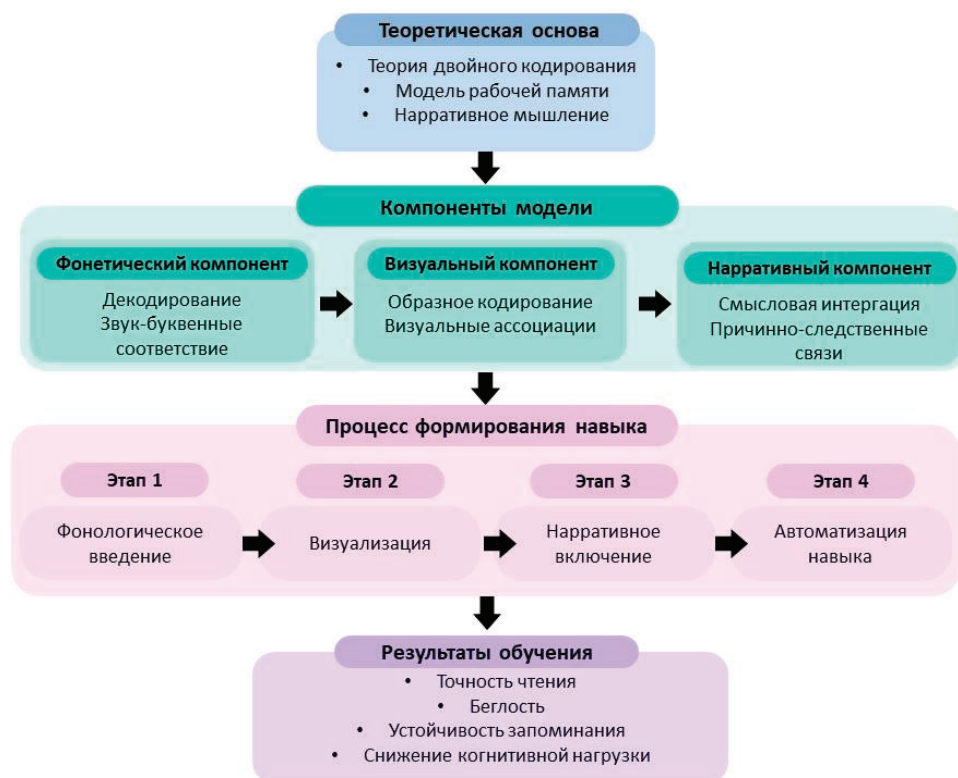 Теоретическая основа
• Теория двойного кодирования
• Модель рабочей памяти
• Нарративное мышление
Компоненты модели
Фонетический компонент
Декодирование
Звук-буквенные
соответствие
Визуальный компонент
Образное кодирование
Визуальные ассоциации
Нарративный компонент
Смысловая интергация
Причинно-следственные
связи
Процесс формирования навыка
Этап 1
Фонологическое
введение
Этап 2
Визуализация
Этап 3
Нарративное
включение
Этап 4
Автоматизация
навыка
Результаты обучения
• Точность чтения
• Беглость
• Устойчивость запоминания
• Снижение когнитивной нагрузки